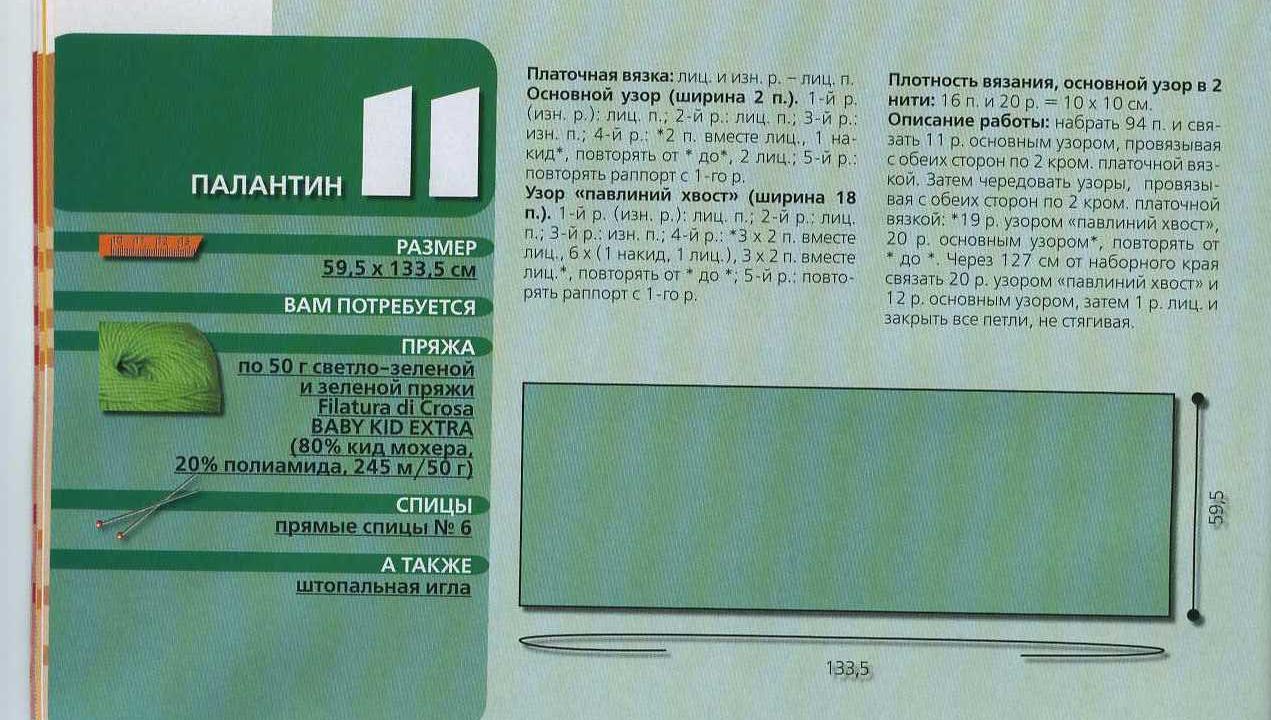 11
ПАЛАНТИН
РАЗМЕР
59,5 х 133,5 см
ВАМ ПОТРЕБУЕТСЯ
ПРЯЖА
по 50 г светло-зеленой
и зеленой пряжи
Filatura di Crosa
BABY KID EXTRA
(80% кид мохера,
20% полиамида, 245 м/50 г)
СПИЦЫ
прямые спицы № 6
А ТАКЖЕ
штопальная игла
Платочная вязка: лиц. и изн. р. – лиц. п.
Основной узор (ширина 2 п.). 1-й р.
(изн. р.): лиц. п.; 2-й р.: лиц. п.; 3-й р.:
изн. п.; 4-й р.: *2 п. вместе лиц., 1 на-
кид*, повторять от * до*, 2 лиц.; 5-й р.:
повторять раппорт с 1-го р.
Узор «павлиний хвост» (ширина 18
п.). 1-й р. (изн. р.): лиц. п.; 2-й р.: лиц.
п.; 3-й р.: изн. п.; 4-й р.: *3 х 2 п. вместе
лиц., 6 х (1 накид, 1 лиц.), 3 х 2 п. вместе
лиц.*, повторять от * до *; 5-й р.: повто-
рять раппорт с 1-го р.
Плотность вязания, основной узор в 2
нити: 16 п. и 20 р. = 10 х 10 см.
Описание работы: набрать 94 п. и свя-
зать 11 р. основным узором, провязывая
с обеих сторон по 2 кром. платочной вяз-
кой. Затем чередовать узоры, провязы-
вая с обеих сторон по 2 кром. платочной
вязкой: *19 р. узором «павлиний хвост»,
20 р. основным узором*, повторять от
* до *. Через 127 см от наборного края
связать 20 р. узором «павлиний хвост» и
12 р. основным узором, затем 1 р. лиц. и
закрыть все петли, не стягивая.
59,5
133,5